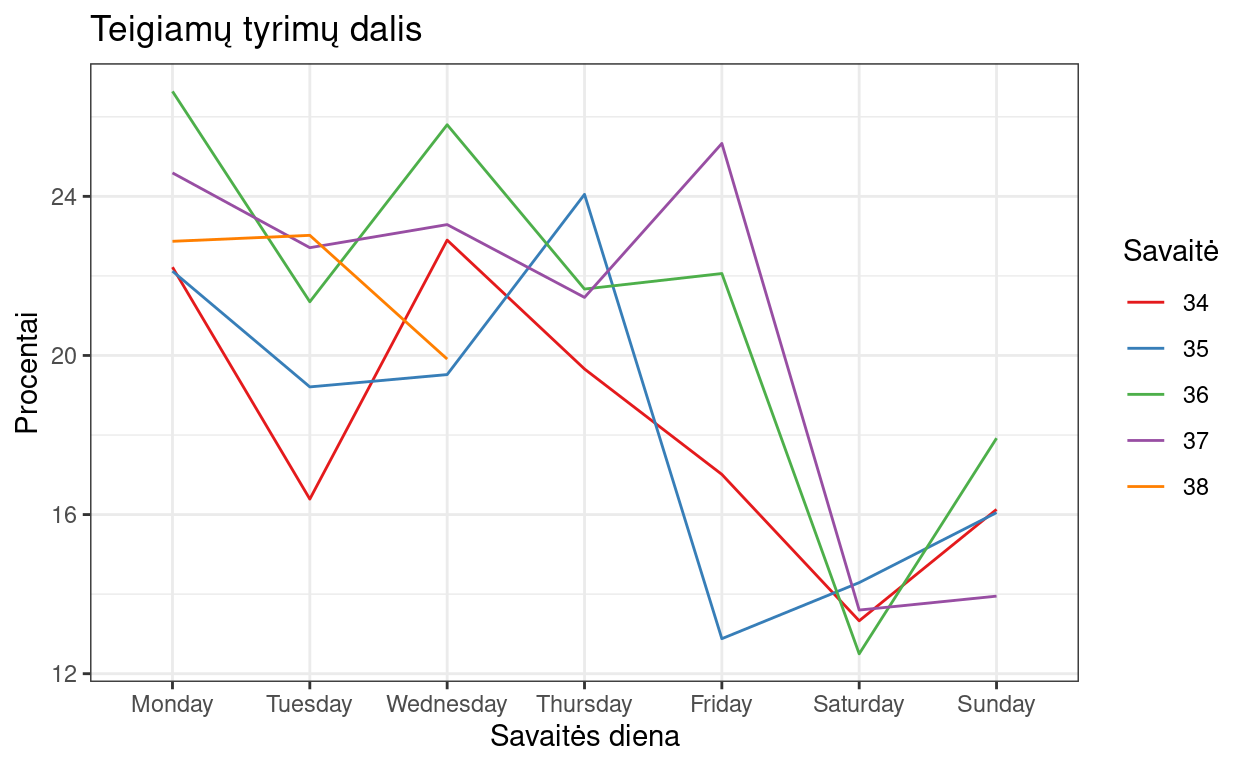 Teigiamų tyrimų dalis
Procentai
24
20
16
12
Monday Tuesday Wednesday Thursday Friday Saturday Sunday
Savaitės diena
Savaitė
34
35
36
37
38